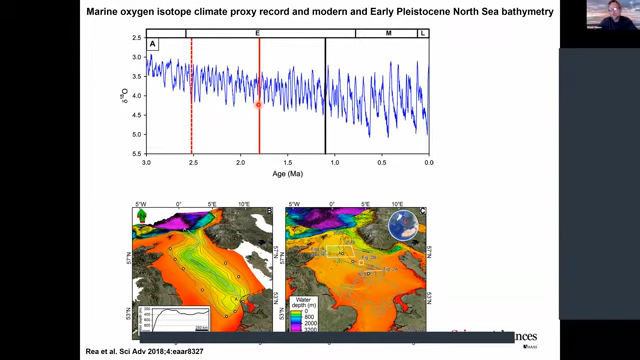 Marine oxygen isotope climate proxy record and modern and Early Pleistocene North Sea bathymetry
E M L
A
2.5
3.0
3.5
4.0
4.5
5.0
5.5
δ18O
3.0 2.5 2.0 1.5 1.0 0.5 0.0
Age (Ma)
5°W 0° 5°E 10°E 5°W 0° 5°E 10°E
B C
57°N
53°N
Water
depth (m)
0
800
2000
3200
Rea et al. Sci Adv 2018;4:eaar8327